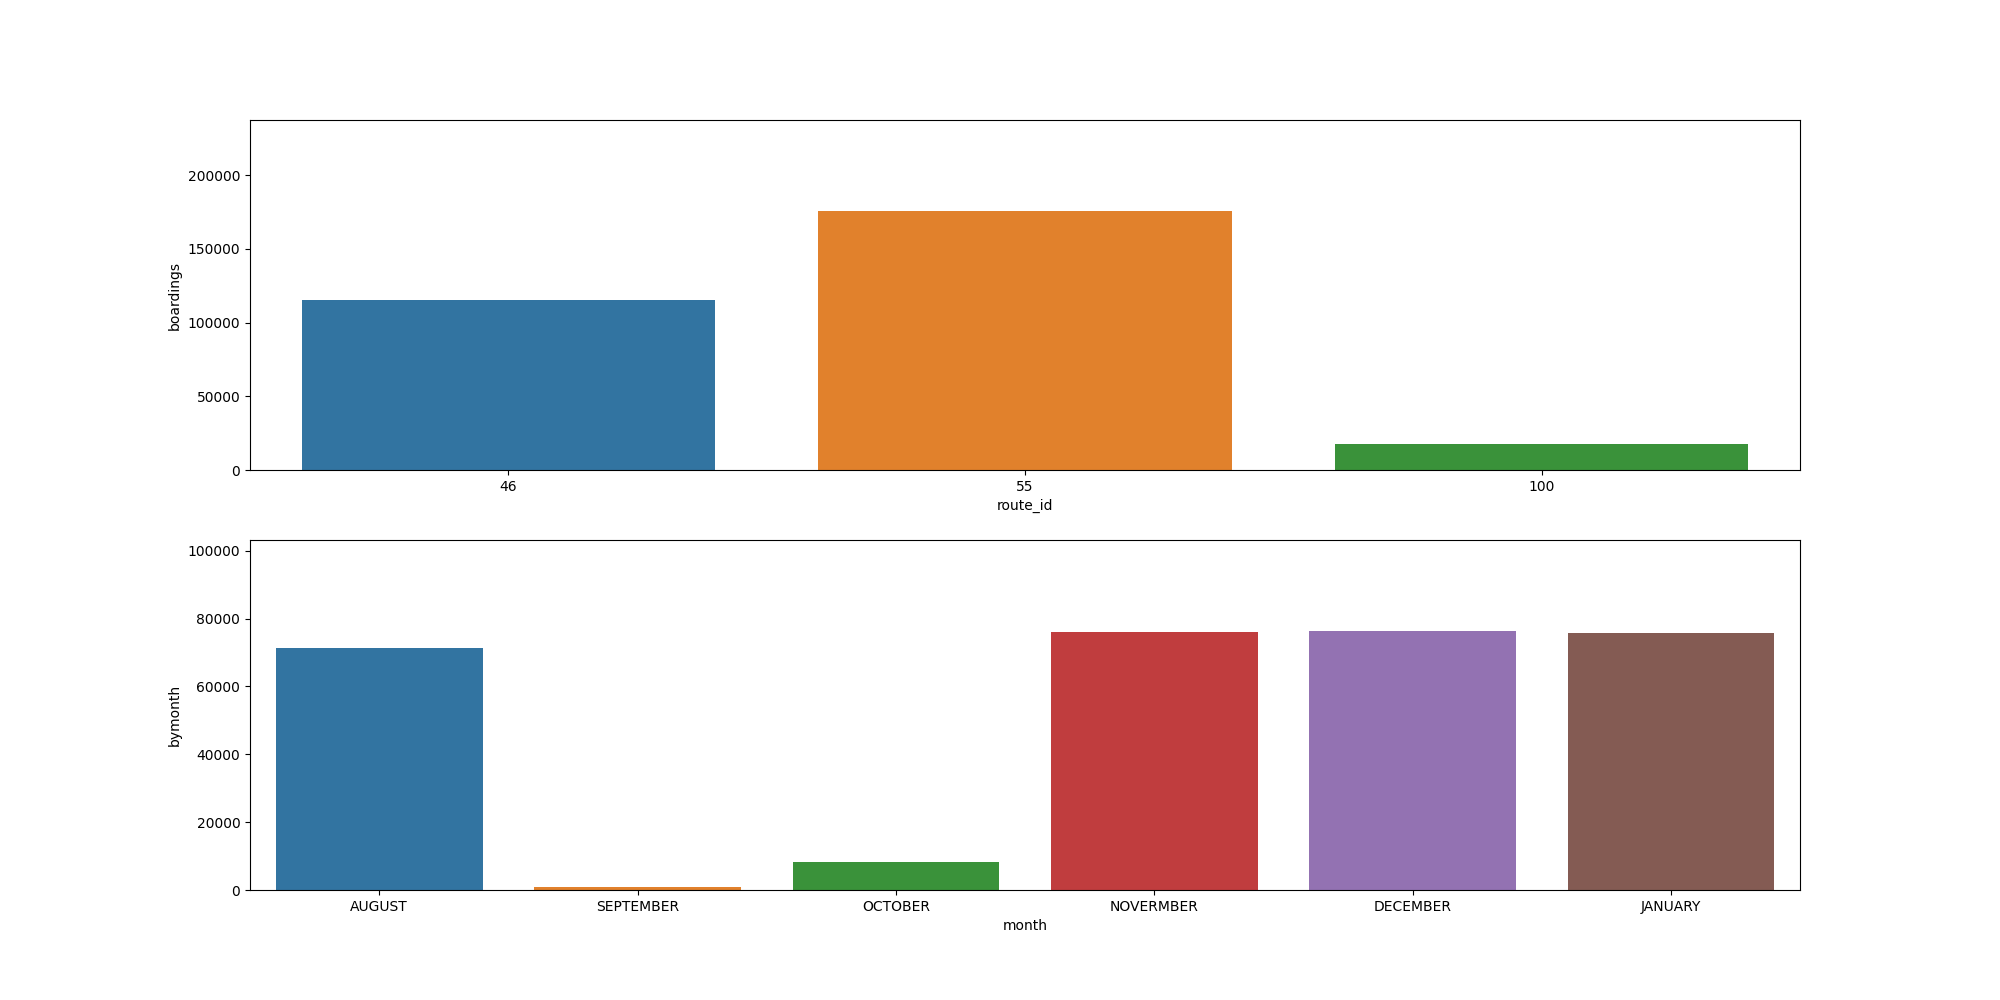 200000
150000
100000
50000
0
boardings
46 55 100
route_id
100000
80000
60000
40000
20000
0
bymonth
AUGUST SEPTEMBER OCTOBER NOVERMBER DECEMBER JANUARY
month